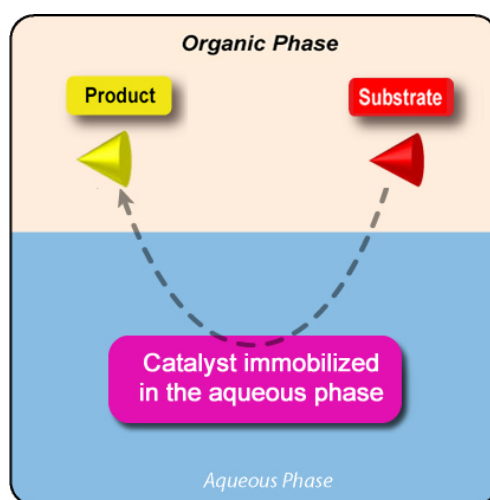 Organic Phase
Product
Substrate
Catalyst immobilized
in the aqueous phase
Aqueous Phase